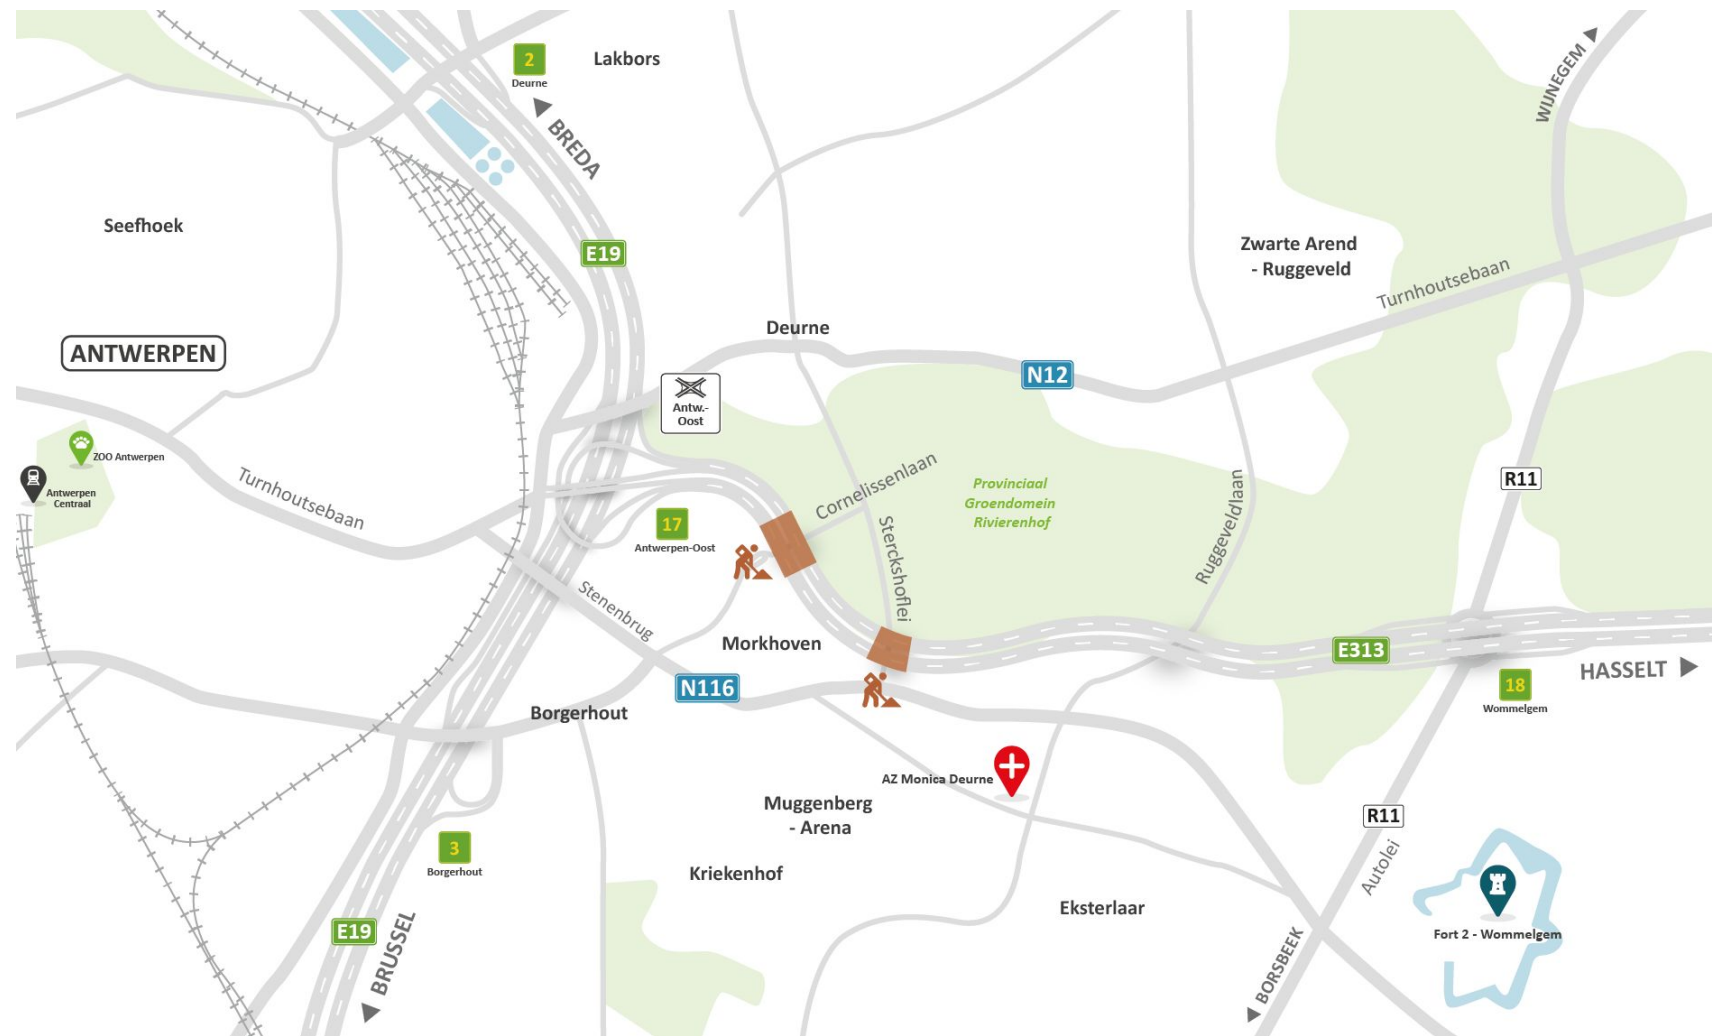 2
Deurne
Lakbors
BREDA
WIJNEGEM
Seefhoek
E19
Zwarte Arend
- Ruggeveld
Turnhoutsebaan
ANTWERPEN
Deurne
N12
Antw.-
Oost
ZOO Antwerpen
Antwerpen
Centraal
Turnhoutsebaan
17
Antwerpen-Oost
Cornelissenlaan
Sterckshoflei
Provinciaal
Groendomein
Rivierenhof
Ruggeveldlaan
R11
Stenenbrug
Morkhoven
N116
E313
HASSELT
18
Wommelgem
Borgerhout
AZ Monica Deurne
Muggenberg
- Arena
R11
Autolei
3
Borgerhout
Kriekenhof
Eksterlaar
E19
BRUSSEL
BORSBEEK
Fort 2 - Wommelgem